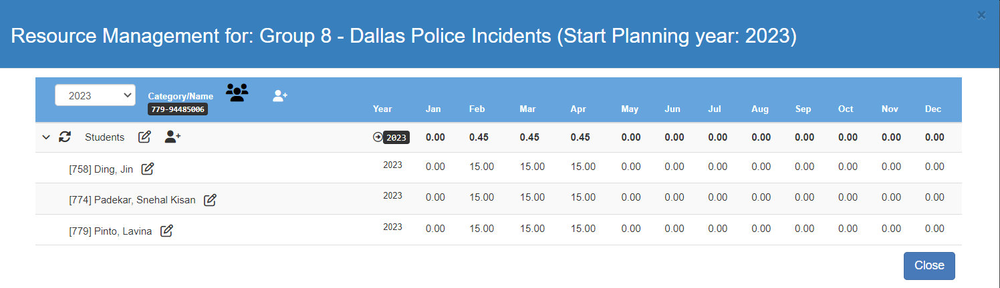 ×
Resource Management for: Group 8 - Dallas Police Incidents (Start Planning year: 2023)
2023 Category/Name
779-94485006 Year Jan Feb Mar Apr May Jun Jul Aug Sep Oct Nov Dec
Students 2023 0.00 0.45 0.45 0.45 0.00 0.00 0.00 0.00 0.00 0.00 0.00 0.00
[758] Ding, Jin 2023 0.00 15.00 15.00 15.00 0.00 0.00 0.00 0.00 0.00 0.00 0.00 0.00
[774] Padekar, Snehal Kisan 2023 0.00 15.00 15.00 15.00 0.00 0.00 0.00 0.00 0.00 0.00 0.00 0.00
[779] Pinto, Lavina 2023 0.00 15.00 15.00 15.00 0.00 0.00 0.00 0.00 0.00 0.00 0.00 0.00
Close